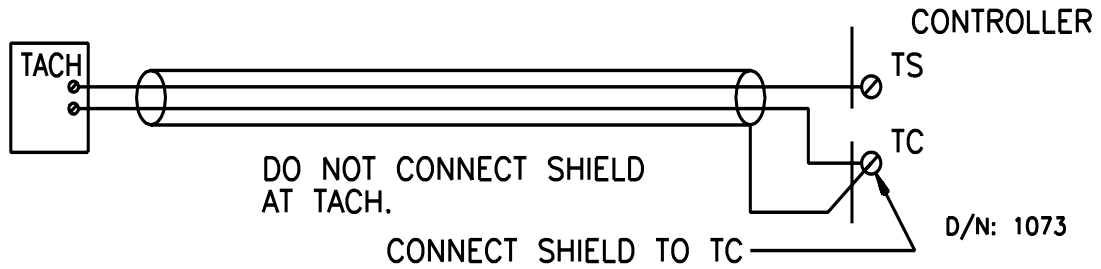 CONTROLLER
TACH
TS
TC
DO NOT CONNECT SHIELD
AT TACH.
D/N: 1073
CONNECT SHIELD TO TC